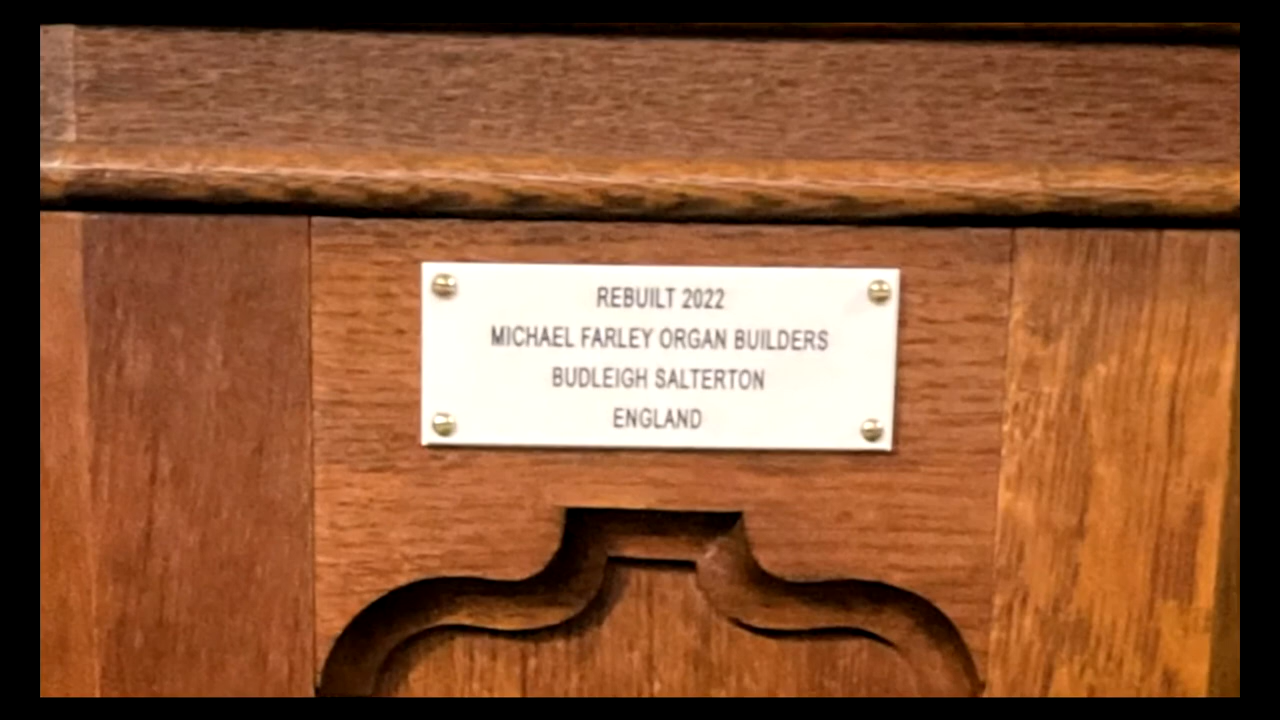 REBUILT 2022
MICHAEL FARLEY ORGAN BUILDERS
BUDLEIGH SALTERTON
ENGLAND